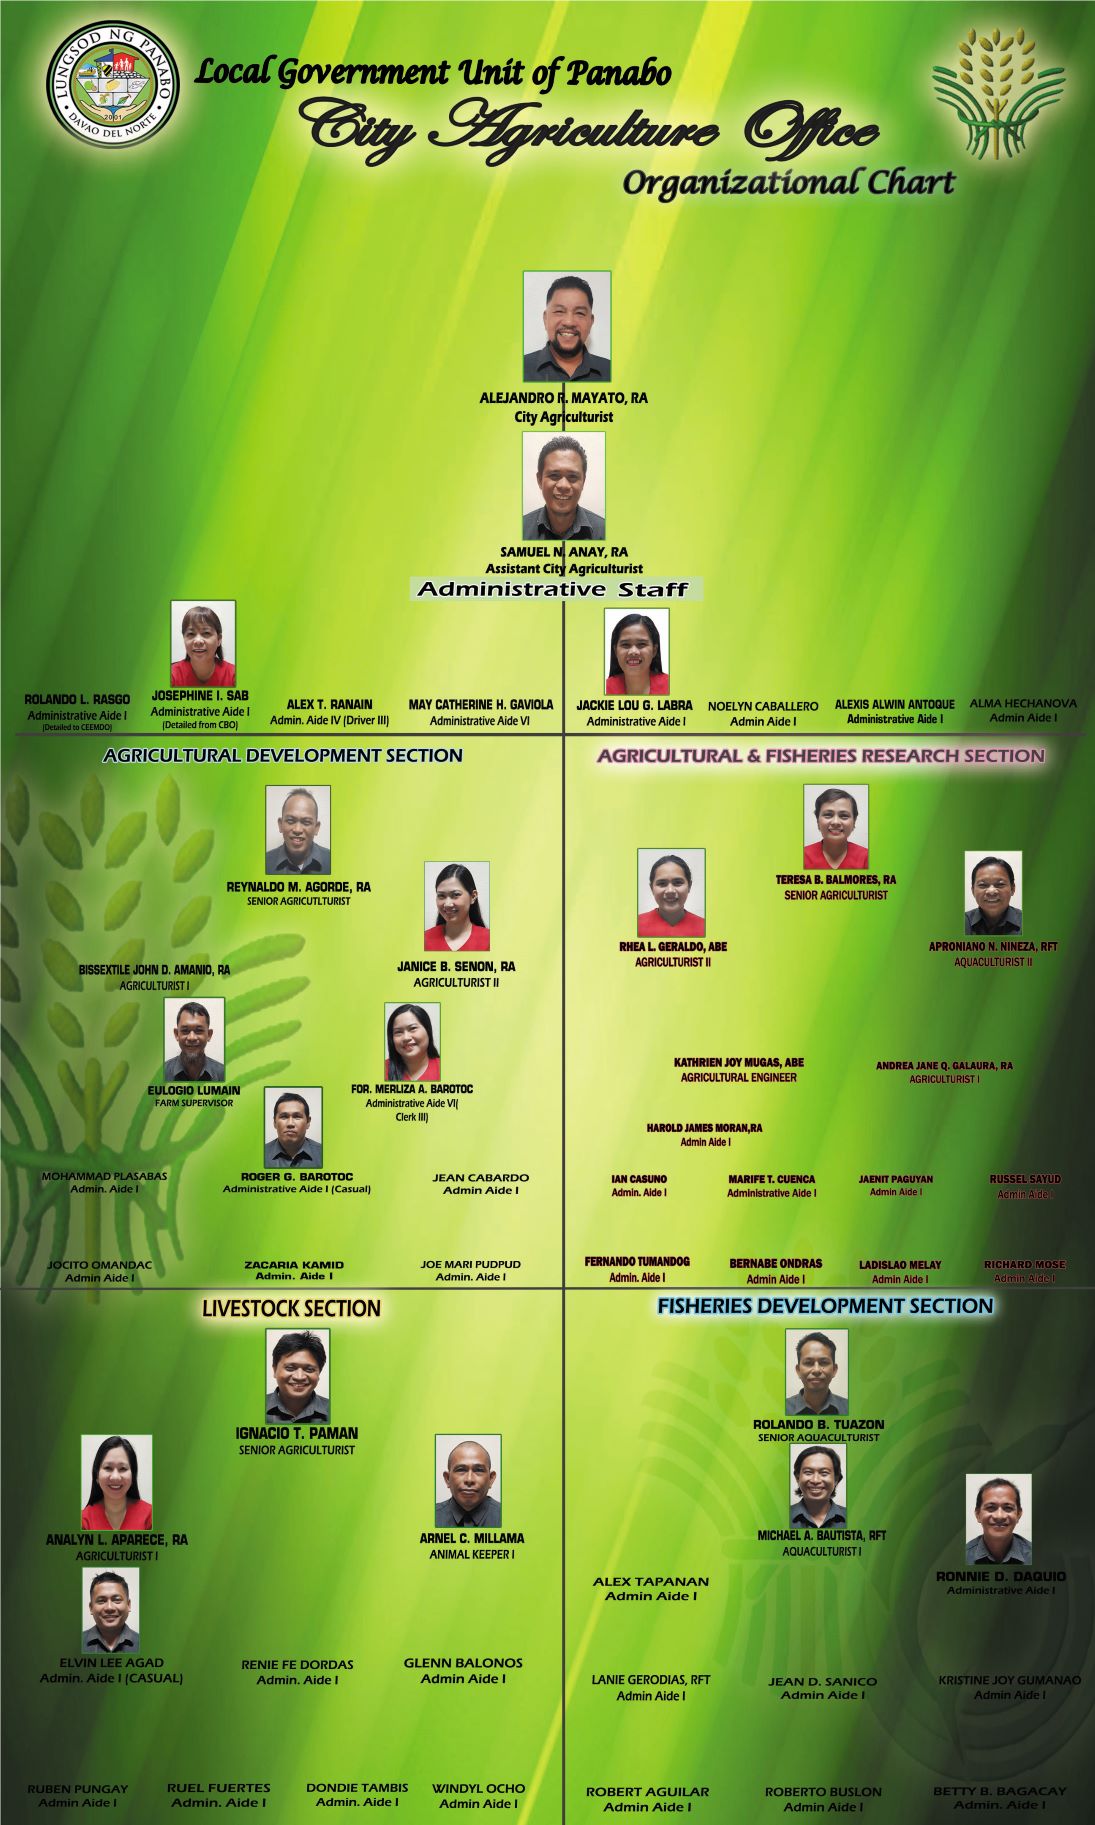 LUNGSOD NG PANABO
DAVAO DEL NORTE
2001
Local Government Unit of Panabo
City Agriculture Office
Organizational Chart
ALEJANDRO R. MAYATO, RA
City Agriculturist
SAMUEL N. ANAY, RA
Assistant City Agriculturist
Administrative Staff
ROLANDO L. RASGO
Administrative Aide I
(Detailed to CEEMDO)
JOSEPHINE I. SAB
Administrative Aide I
(Detailed from CBO)
ALEX T. RANAIN
Admin. Aide IV (Driver III)
MAY CATHERINE H. GAVIOLA
Administrative Aide VI
JACKIE LOU G. LABRA
Administrative Aide I
NOELYN CABALLERO
Admin Aide I
ALEXIS ALWIN ANTOQUE
Administrative Aide I
ALMA HECHANOVA
Admin Aide I
AGRICULTURAL DEVELOPMENT SECTION
REYNALDO M. AGORDE, RA
SENIOR AGRICUTLTURIST
BISSEXTILE JOHN D. AMANIO, RA
AGRICULTURIST I
JANICE B. SENON, RA
AGRICULTURIST II
EULOGIO LUMAIN
FARM SUPERVISOR
FOR. MERLIZA A. BAROTOC
Administrative Aide VI(
Clerk III)
MOHAMMAD PLASABAS
Admin. Aide I
ROGER G. BAROTOC
Administrative Aide I (Casual)
JEAN CABARDO
Admin Aide I
JOCITO OMANDAC
Admin Aide I
ZACARIA KAMID
Admin. Aide I
JOE MARI PUDPUD
Admin. Aide I
AGRICULTURAL & FISHERIES RESEARCH SECTION
TERESA B. BALMORES, RA
SENIOR AGRICULTURIST
RHEA L. GERALDO, ABE
AGRICULTURIST II
APRONIANO N. NINEZA, RFT
AQUACULTURIST II
KATHRIEN JOY MUGAS, ABE
AGRICULTURAL ENGINEER
ANDREA JANE Q. GALAURA, RA
AGRICULTURIST I
HAROLD JAMES MORAN,RA
Admin Aide I
IAN CASUNO
Admin. Aide I
MARIFE T. CUENCA
Administrative Aide I
JAENIT PAGUYAN
Admin Aide I
RUSSEL SAYUD
Admin Aide I
FERNANDO TUMANDOG
Admin. Aide I
BERNABE ONDRAS
Admin Aide I
LADISLAO MELAY
Admin Aide I
RICHARD MOSE
Admin Aide I
LIVESTOCK SECTION
IGNACIO T. PAMAN
SENIOR AGRICULTURIST
ANALYN L. APARECE, RA
AGRICULTURIST I
ARNEL C. MILLAMA
ANIMAL KEEPER I
ELVIN LEE AGAD
Admin. Aide I (CASUAL)
RENIE FE DORDAS
Admin. Aide I
GLENN BALONOS
Admin Aide I
RUBEN PUNGAY
Admin Aide I
RUEL FUERTES
Admin. Aide I
DONDIE TAMBIS
Admin. Aide I
WINDYL OCHO
Admin Aide I
FISHERIES DEVELOPMENT SECTION
ROLANDO B. TUAZON
SENIOR AQUACULTURIST
MICHAEL A. BAUTISTA, RFT
AQUACULTURIST I
ALEX TAPANAN
Admin Aide I
RONNIE D. DAQUIO
Administrative Aide I
LANIE GERODIAS, RFT
Admin Aide I
JEAN D. SANICO
Admin Aide I
KRISTINE JOY GUMANAO
Admin Aide I
ROBERT AGUILAR
Admin Aide I
ROBERTO BUSLON
Admin Aide I
BETTY B. BAGACAY
Admin. Aide I